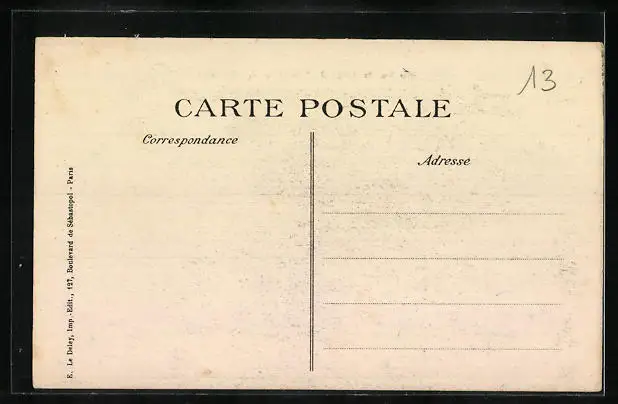 13
CARTE POSTALE
Correspondance
Adresse
E. Le Deley, Imp.-Edit., 127, Boulevard de Sébastopol - Paris